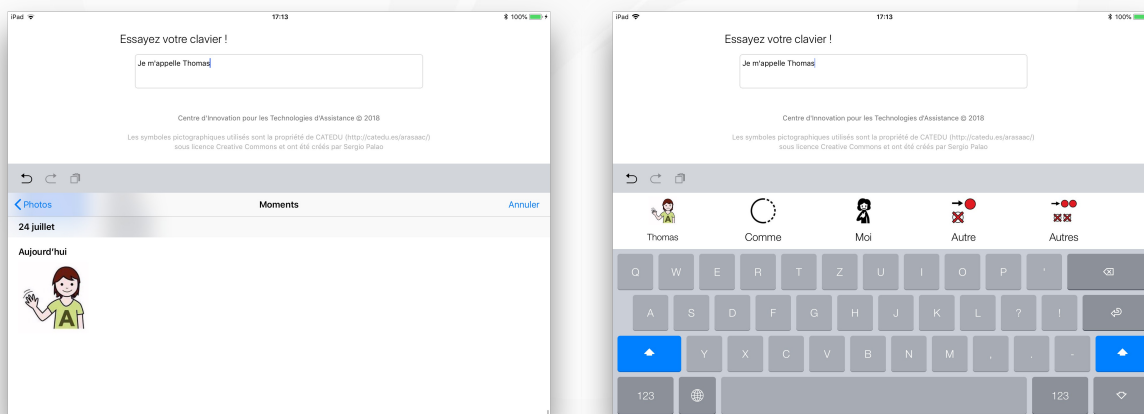 iPad 17:13 100%
Essayez votre clavier !
Je m'appelle Thomas
Centre d'Innovation pour les Technologies d'Assistance © 2018
Les symboles pictographiques utilisés sont la propriété de CATEDU (http://catedu.es/arasaac/)
sous licence Creative Commons et ont été créés par Sergio Palao
Photos Moments Annuler
24 juillet
Aujourd'hui
A
iPad 17:13 100%
Essayez votre clavier !
Je m'appelle Thomas
Centre d'Innovation pour les Technologies d'Assistance © 2018
Les symboles pictographiques utilisés sont la propriété de CATEDU (http://catedu.es/arasaac/)
sous licence Creative Commons et ont été créés par Sergio Palao
A
Thomas Comme Moi Autre Autres
Q W E R T Z U I O P '
A S D F G H J K L ? !
Y X C V B N M , . -
123 123